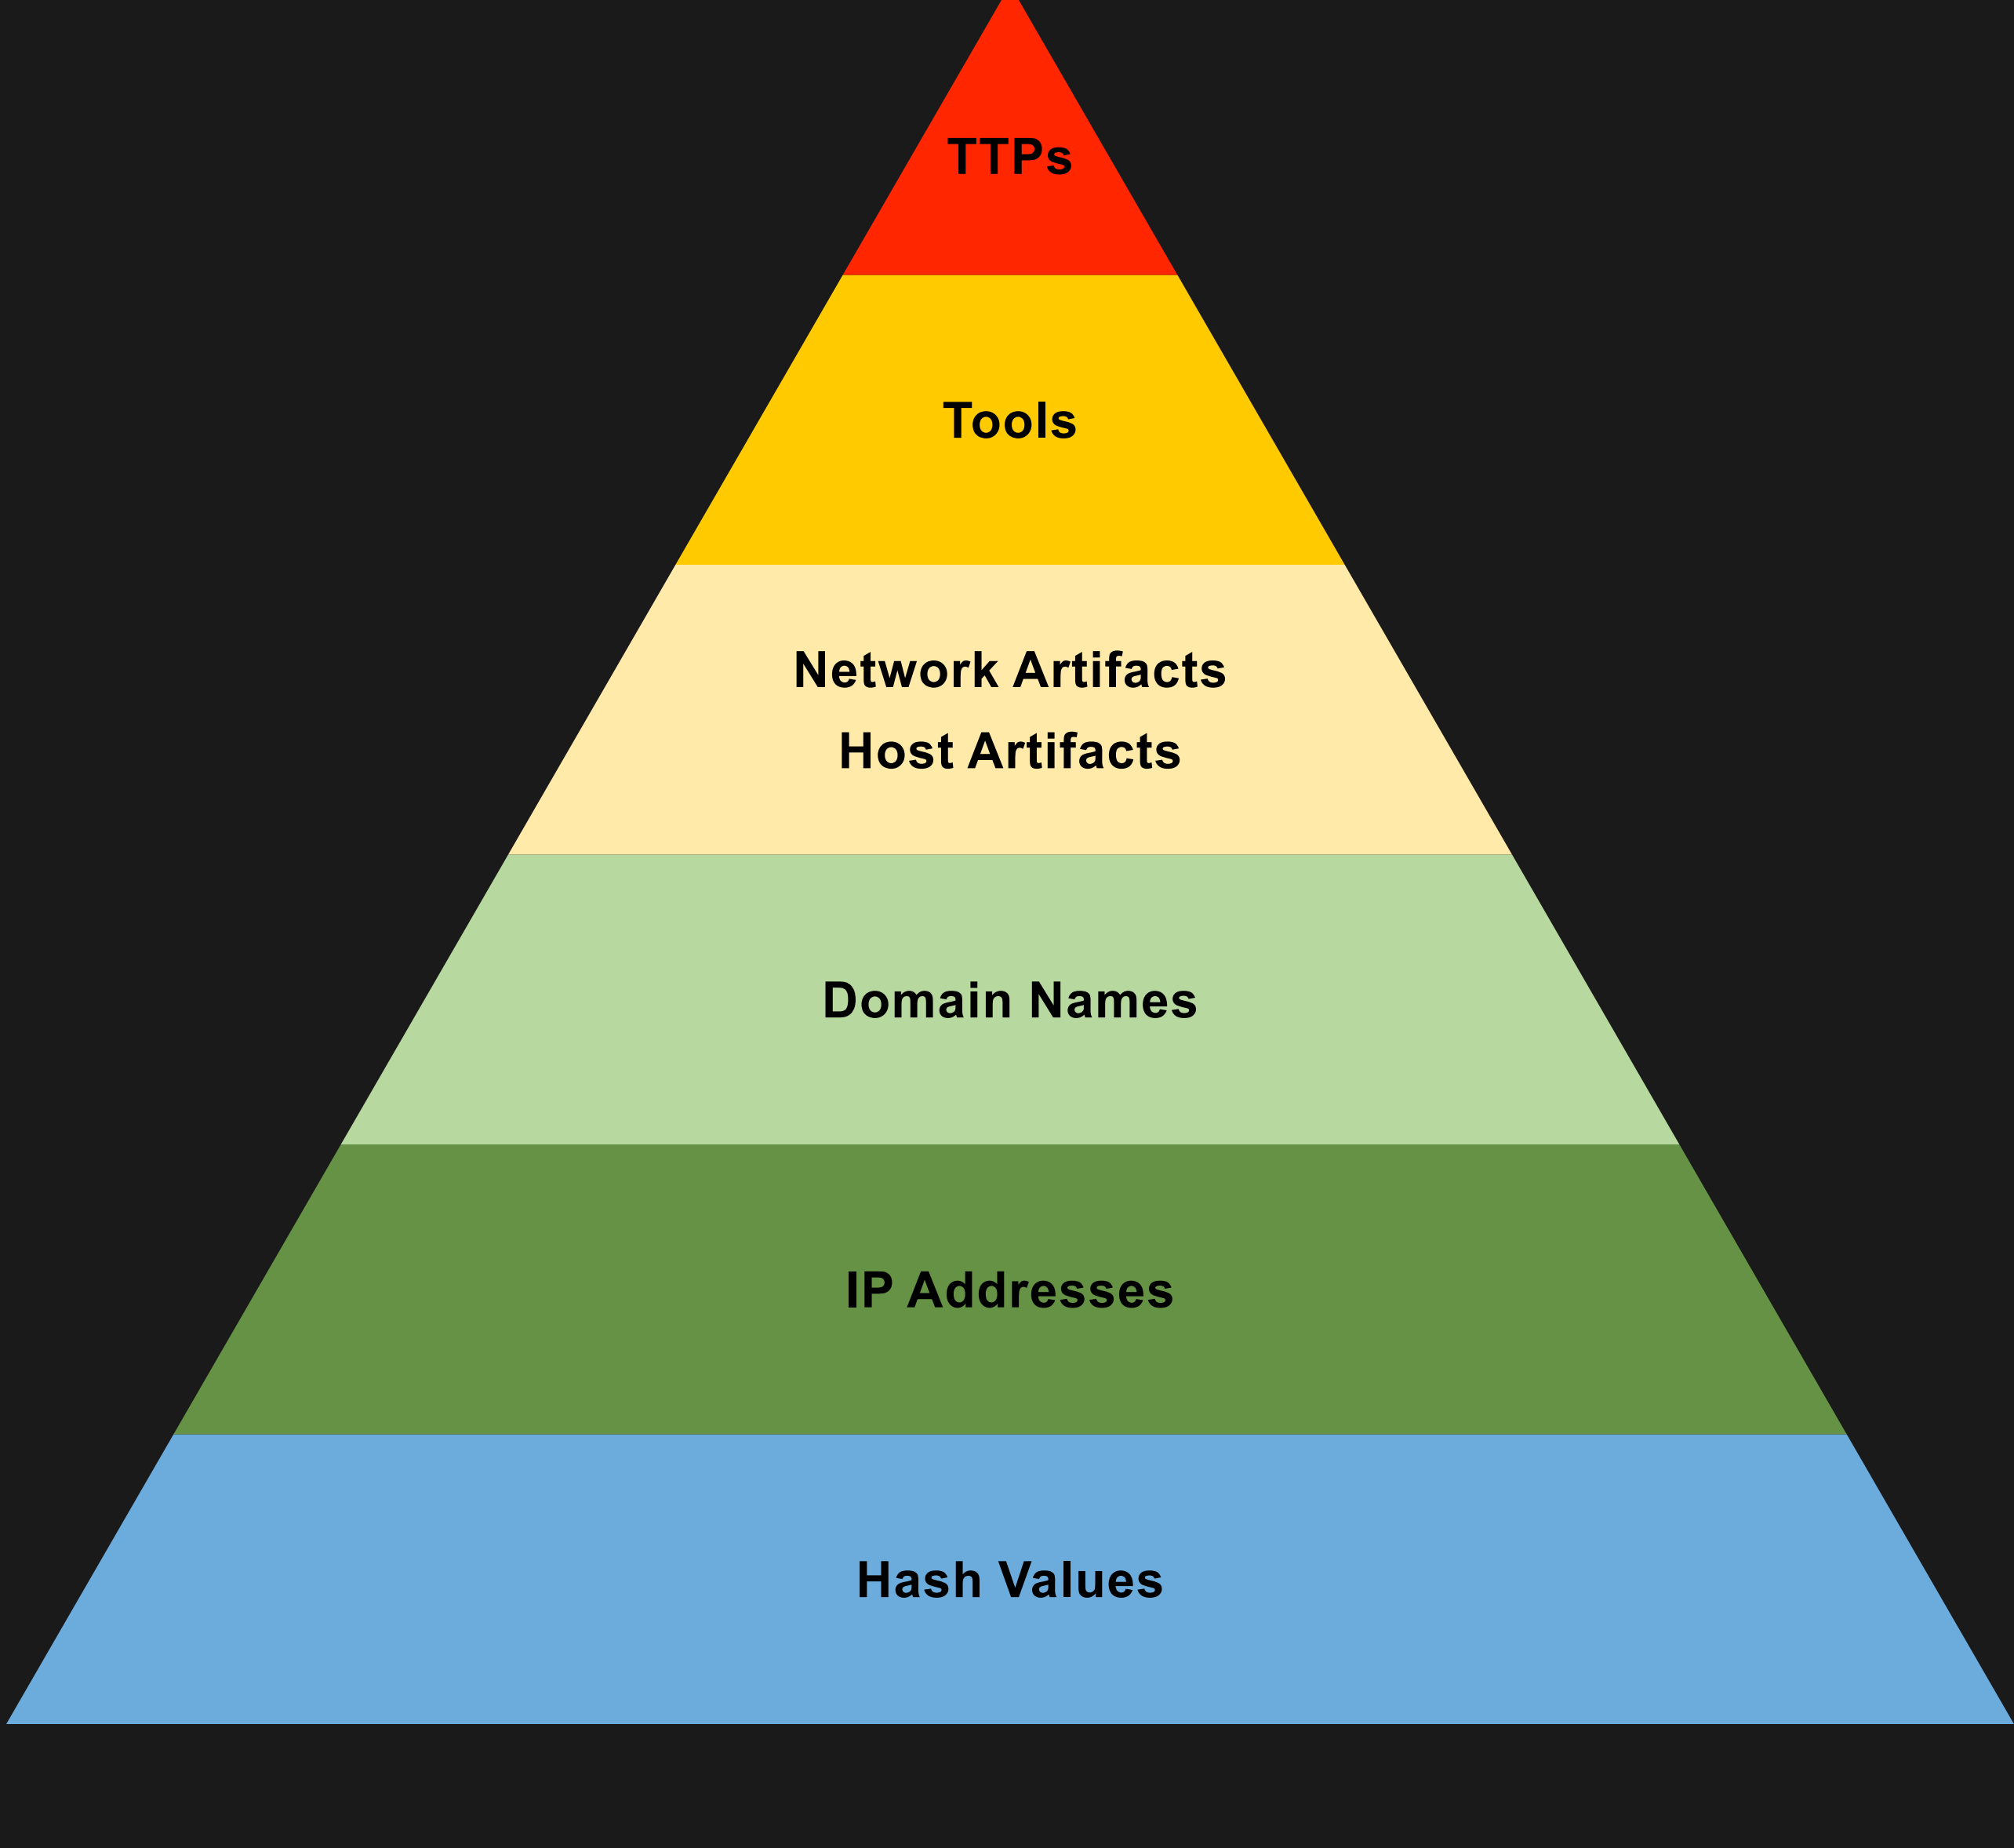 TTPs
Tools
Network Artifacts
Host Artifacts
Domain Names
IP Addresses
Hash Values